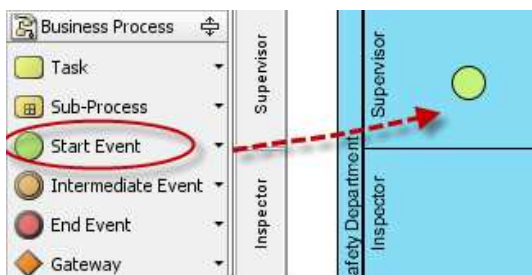 Business Process
Task
Sub-Process
Start Event
Intermediate Event
End Event
Gateway
Supervisor
Inspector
afety Department
Supervisor
Inspector